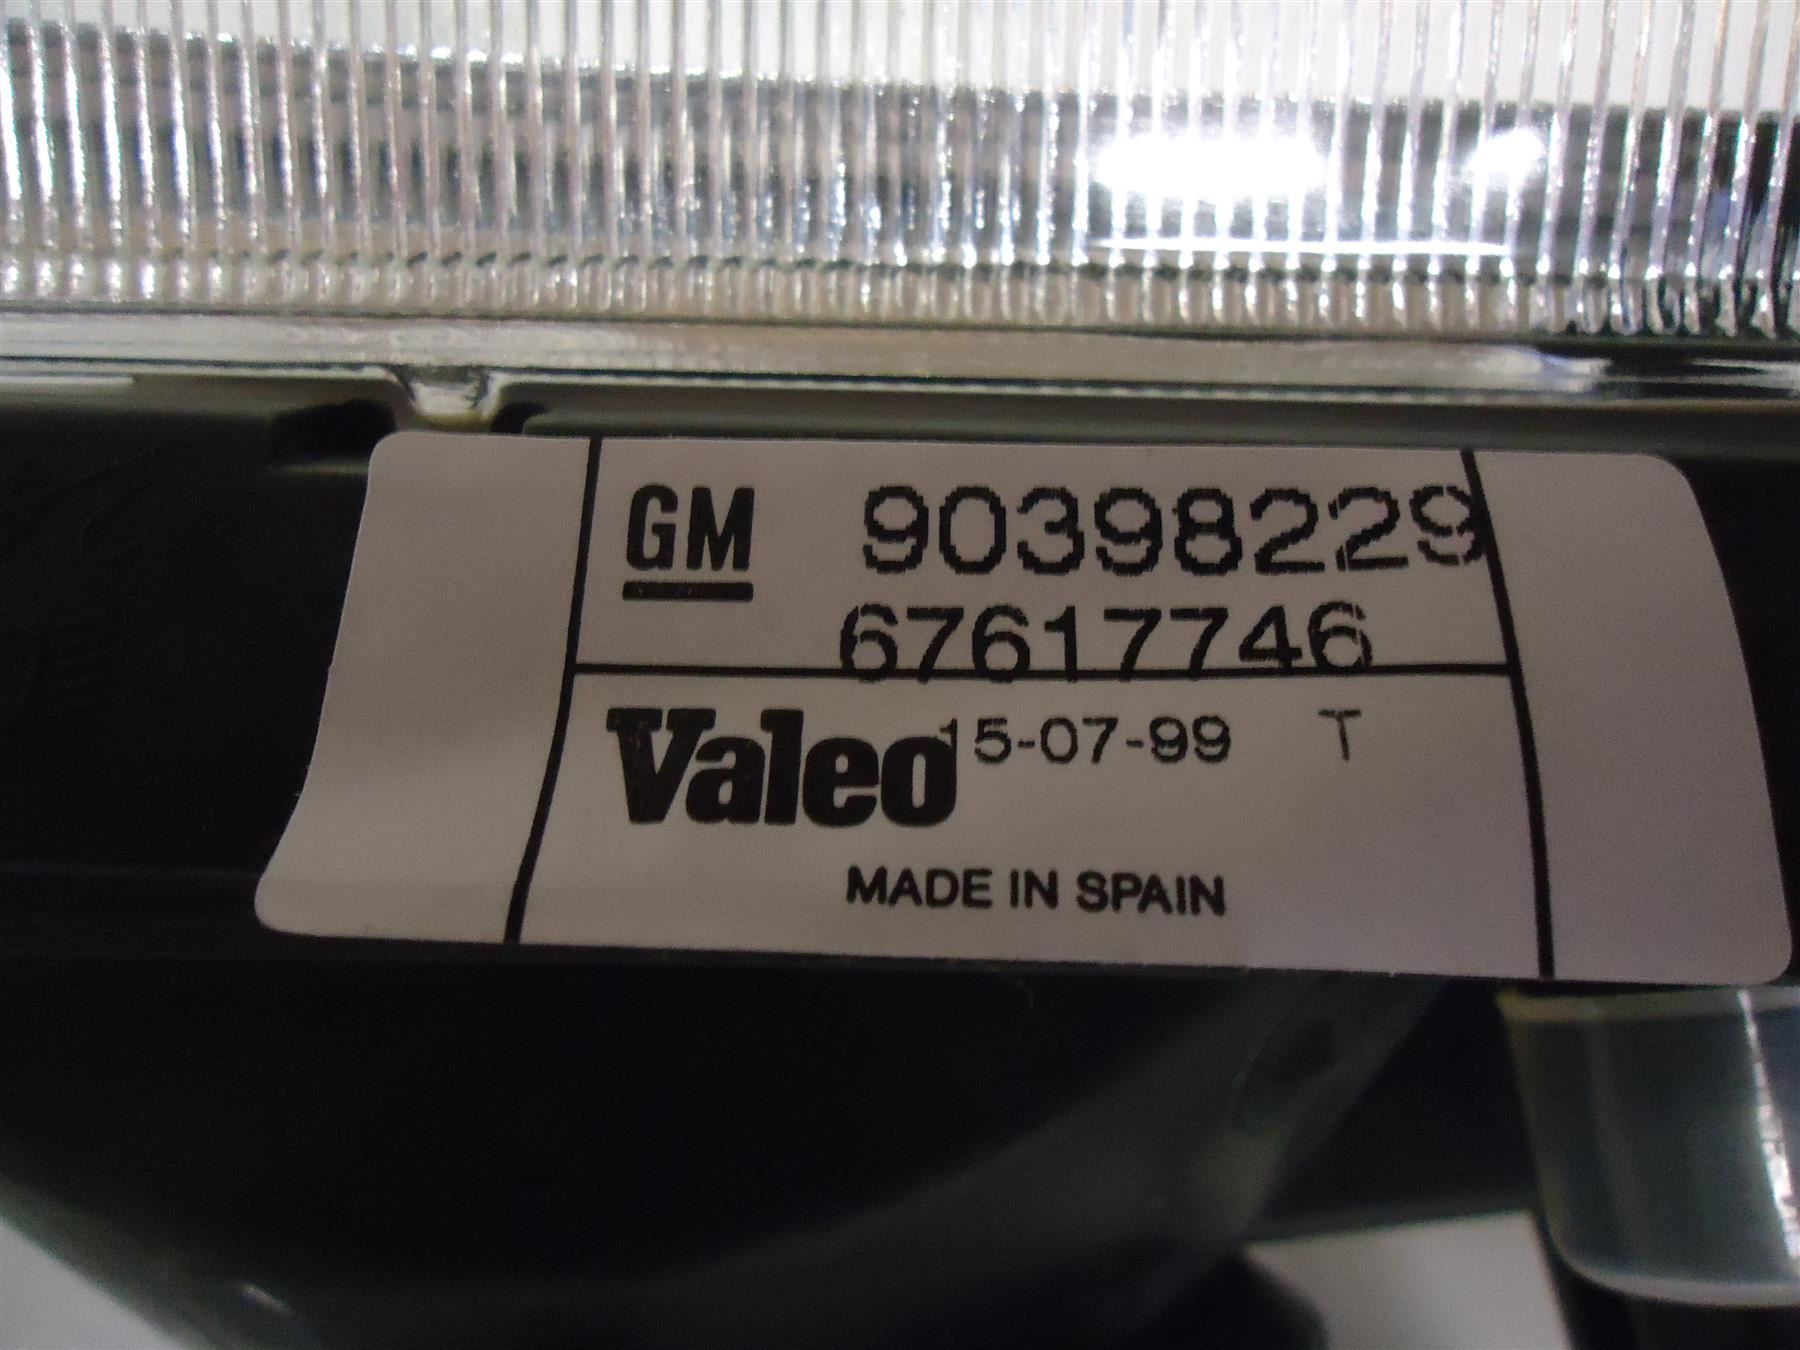 GM 90398229
67617746
Valeo 15-07-99 T
MADE IN SPAIN